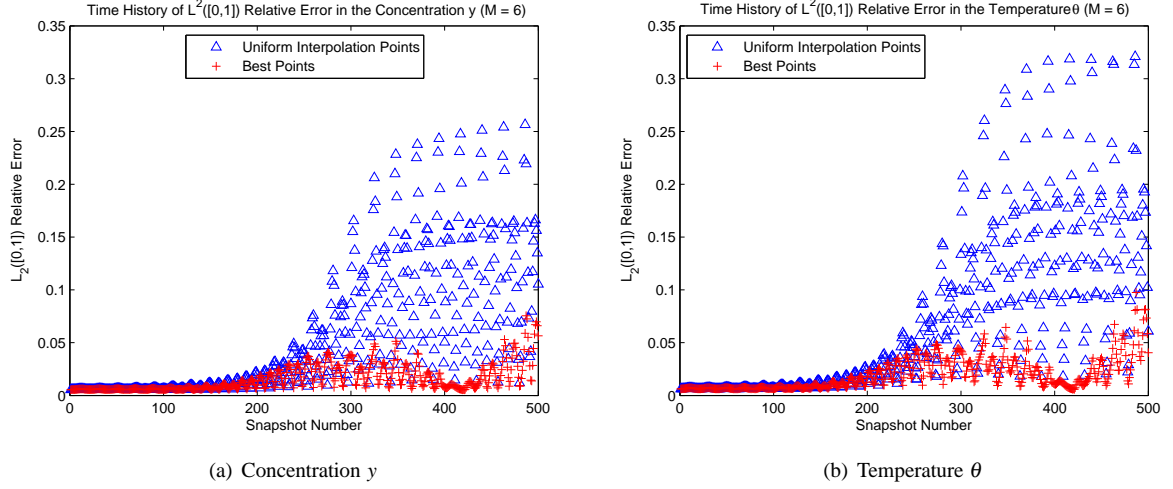 Time History of L²([0,1]) Relative Error in the Concentration y (M = 6)
Uniform Interpolation Points
Best Points
L₂([0,1]) Relative Error
0.35
0.3
0.25
0.2
0.15
0.1
0.05
0
0 100 200 300 400 500
Snapshot Number
(a) Concentration y
Time History of L²([0,1]) Relative Error in the Temperature θ (M = 6)
Uniform Interpolation Points
Best Points
L₂([0,1]) Relative Error
0.35
0.3
0.25
0.2
0.15
0.1
0.05
0
0 100 200 300 400 500
Snapshot Number
(b) Temperature θ